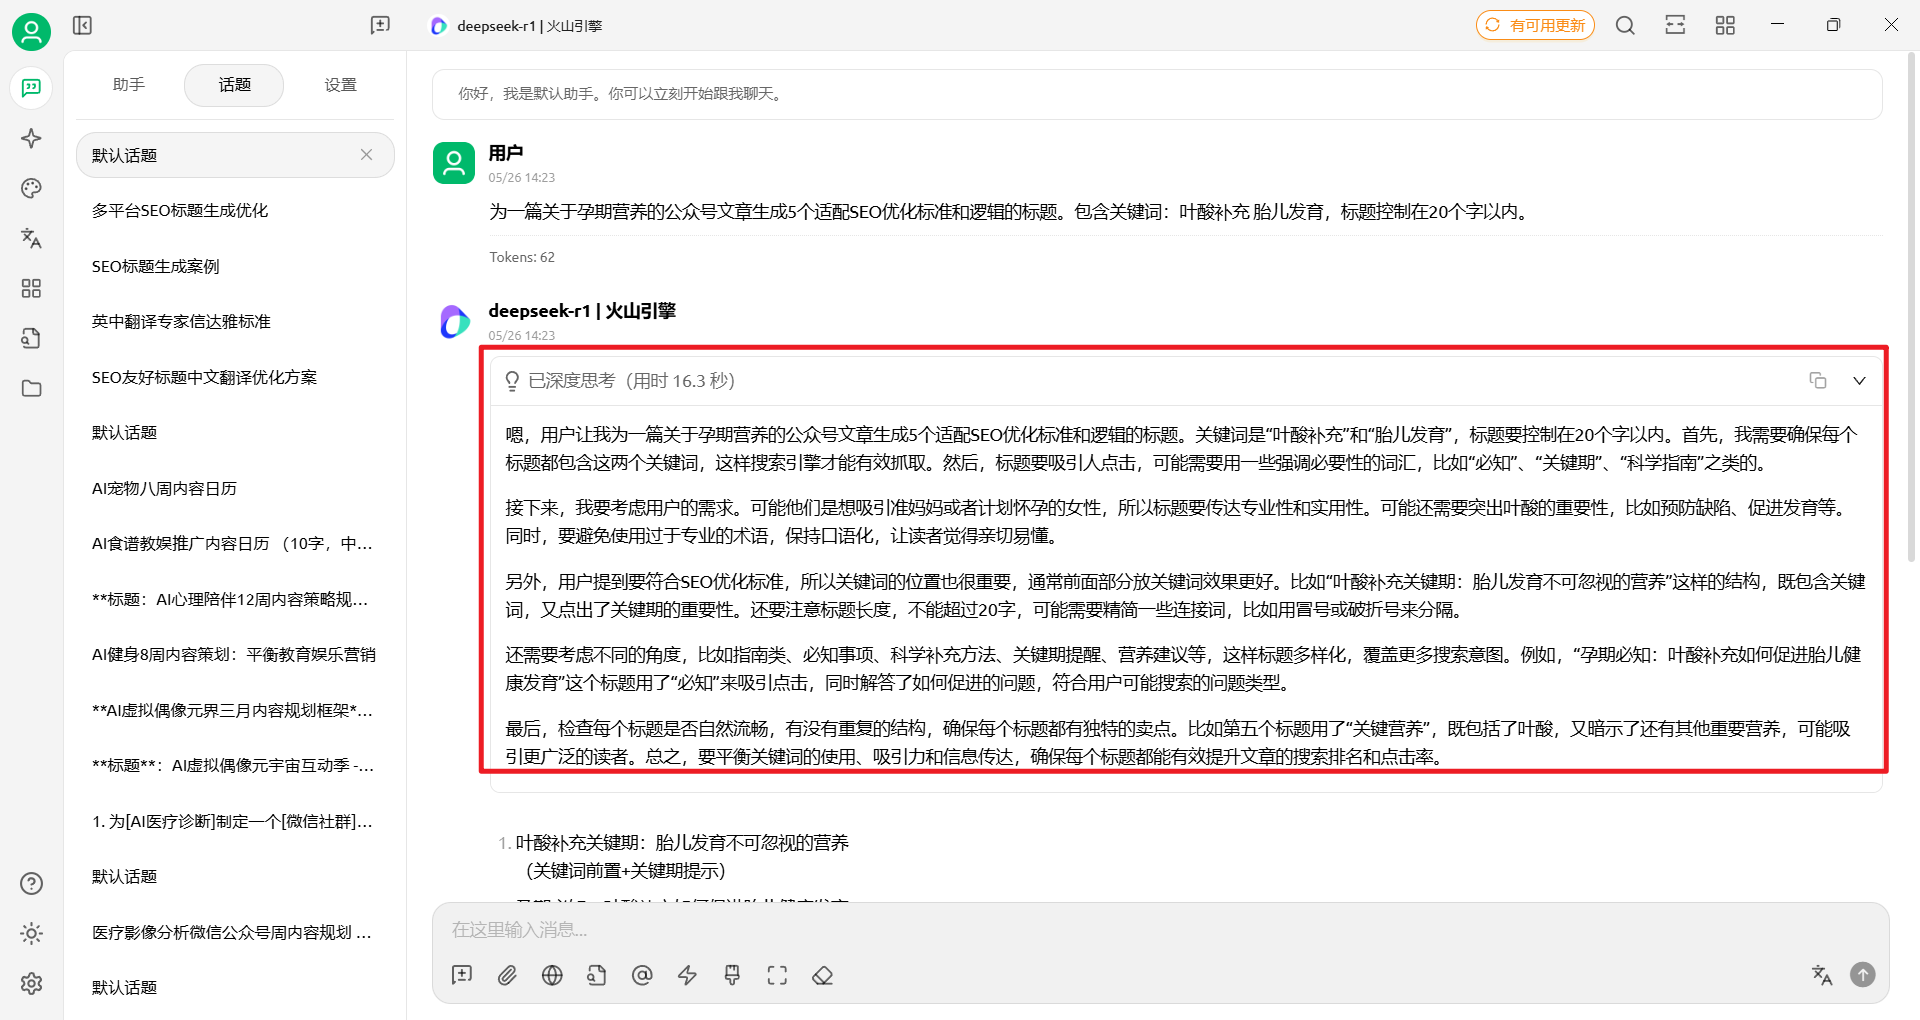 deepseek-r1 | 火山引擎
有可用更新
助手
话题
设置
默认话题
多平台SEO标题生成优化
SEO标题生成案例
英中翻译专家信达雅标准
SEO友好标题中文翻译优化方案
默认话题
AI宠物八周内容日历
AI食谱教娱推广内容日历 （10字，中...
**标题：AI心理陪伴12周内容策略规...
AI健身8周内容策划：平衡教育娱乐营销
**AI虚拟偶像元界三月内容规划框架*...
**标题**：AI虚拟偶像元宇宙互动季 -...
1. 为[AI医疗诊断]制定一个[微信社群]...
默认话题
医疗影像分析微信公众号周内容规划 ...
默认话题
你好，我是默认助手。你可以立刻开始跟我聊天。
用户
05/26 14:23
为一篇关于孕期营养的公众号文章生成5个适配SEO优化标准和逻辑的标题。包含关键词：叶酸补充 胎儿发育，标题控制在20个字以内。
Tokens: 62
deepseek-r1 | 火山引擎
05/26 14:23
已深度思考（用时 16.3 秒）
嗯，用户让我为一篇关于孕期营养的公众号文章生成5个适配SEO优化标准和逻辑的标题。关键词是“叶酸补充”和“胎儿发育”，标题要控制在20个字以内。首先，我需要确保每个
标题都包含这两个关键词，这样搜索引擎才能有效抓取。然后，标题要吸引人点击，可能需要用一些强调必要性的词汇，比如“必知”、“关键期”、“科学指南”之类的。
接下来，我要考虑用户的需求。可能他们是想吸引准妈妈或者计划怀孕的女性，所以标题要传达专业性和实用性。可能还需要突出叶酸的重要性，比如预防缺陷、促进发育等。
同时，要避免使用过于专业的术语，保持口语化，让读者觉得亲切易懂。
另外，用户提到要符合SEO优化标准，所以关键词的位置也很重要，通常前面部分放关键词效果更好。比如“叶酸补充关键期：胎儿发育不可忽视的营养”这样的结构，既包含关键
词，又点出了关键期的重要性。还要注意标题长度，不能超过20字，可能需要精简一些连接词，比如用冒号或破折号来分隔。
还需要考虑不同的角度，比如指南类、必知事项、科学补充方法、关键期提醒、营养建议等，这样标题多样化，覆盖更多搜索意图。例如，“孕期必知：叶酸补充如何促进胎儿健
康发育”这个标题用了“必知”来吸引点击，同时解答了如何促进的问题，符合用户可能搜索的问题类型。
最后，检查每个标题是否自然流畅，有没有重复的结构，确保每个标题都有独特的卖点。比如第五个标题用了“关键营养”，既包括了叶酸，又暗示了还有其他重要营养，可能吸
引更广泛的读者。总之，要平衡关键词的使用、吸引力和信息传达，确保每个标题都能有效提升文章的搜索排名和点击率。
1. 叶酸补充关键期：胎儿发育不可忽视的营养
（关键词前置+关键期提示）
在这里输入消息...